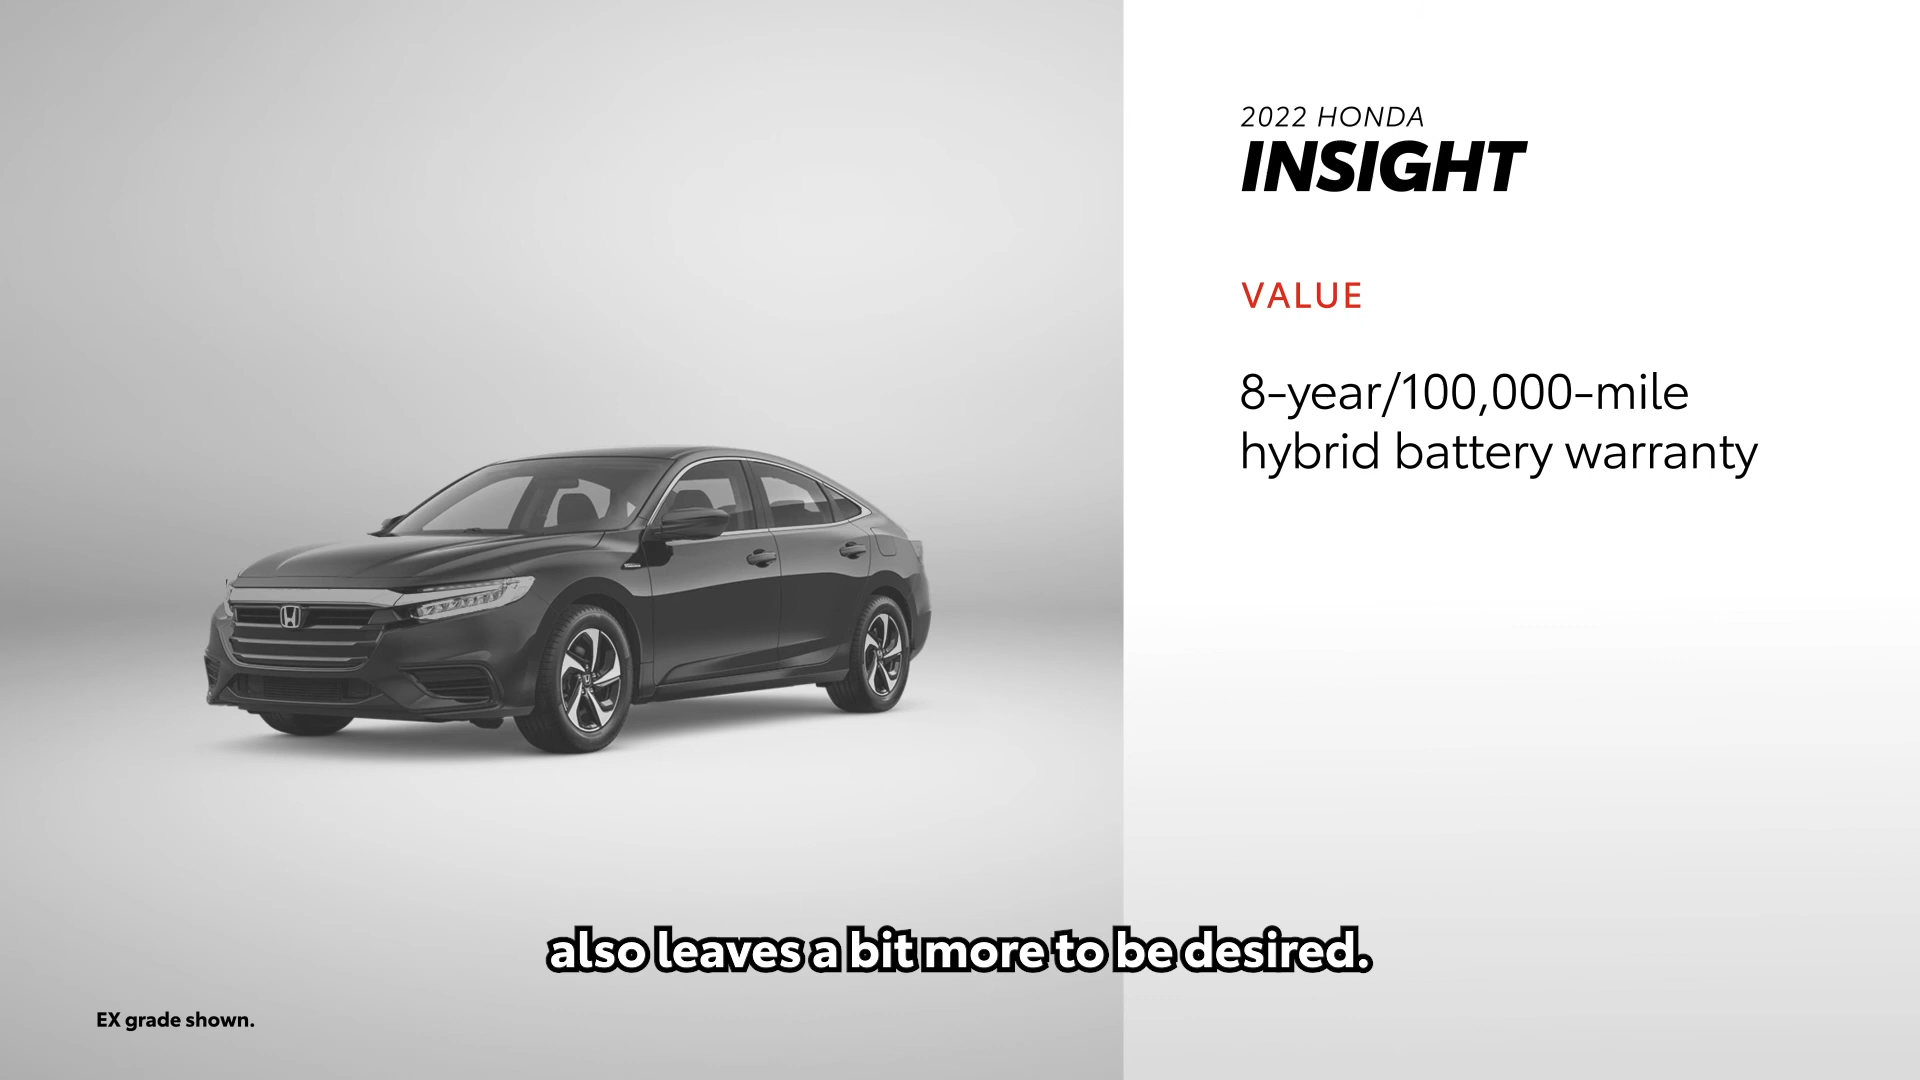 2022 HONDA
INSIGHT
VALUE
8-year/100,000-mile
hybrid battery warranty
also leaves a bit more to be desired.
EX grade shown.